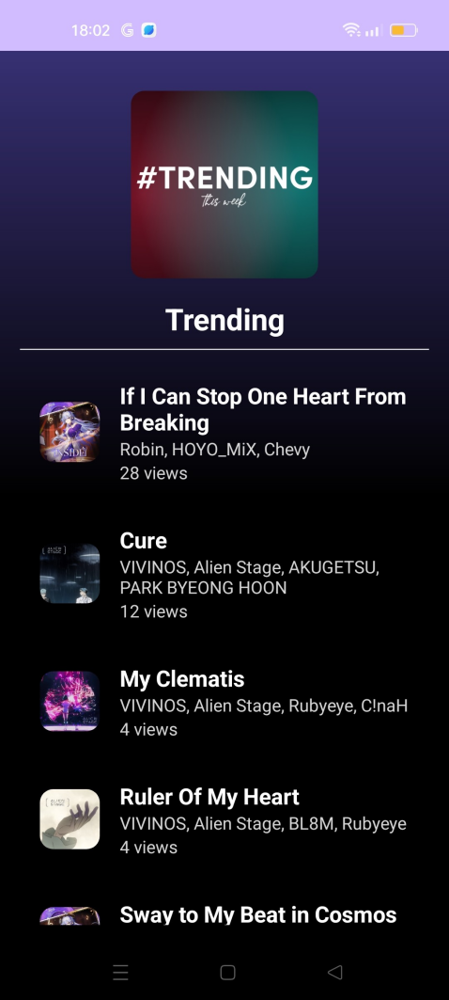 18:02
#TRENDING
this week
Trending
If I Can Stop One Heart From
Breaking
Robin, HOYO_MiX, Chevy
28 views
Cure
VIVINOS, Alien Stage, AKUGETSU,
PARK BYEONG HOON
12 views
My Clematis
VIVINOS, Alien Stage, Rubyeye, C!naH
4 views
Ruler Of My Heart
VIVINOS, Alien Stage, BL8M, Rubyeye
4 views
Sway to My Beat in Cosmos